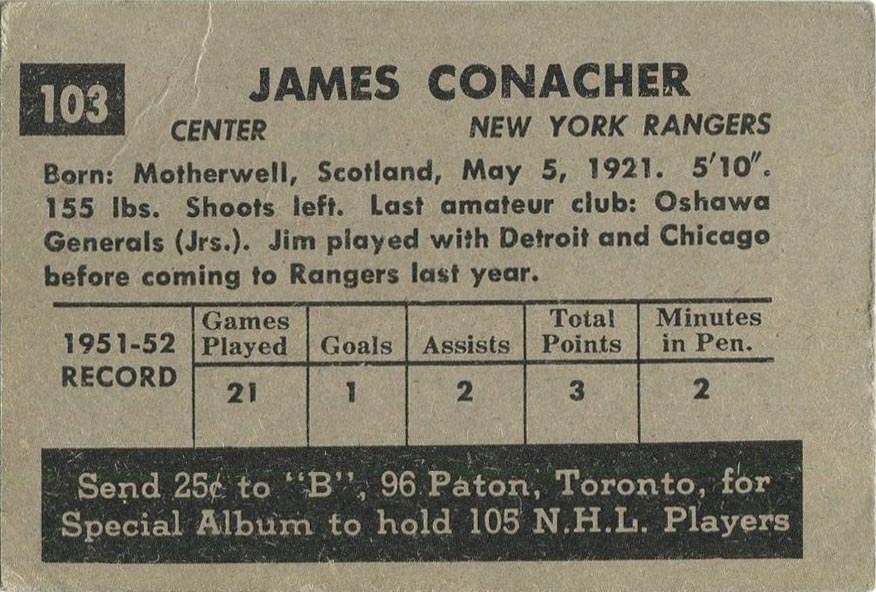 103
JAMES CONACHER
CENTER NEW YORK RANGERS
Born: Motherwell, Scotland, May 5, 1921. 5'10".
155 lbs. Shoots left. Last amateur club: Oshawa
Generals (Jrs.). Jim played with Detroit and Chicago
before coming to Rangers last year.
1951-52 RECORD
Games Played Goals Assists Total Points Minutes in Pen.
21 1 2 3 2
Send 25¢ to "B", 96 Paton, Toronto, for
Special Album to hold 105 N.H.L. Players